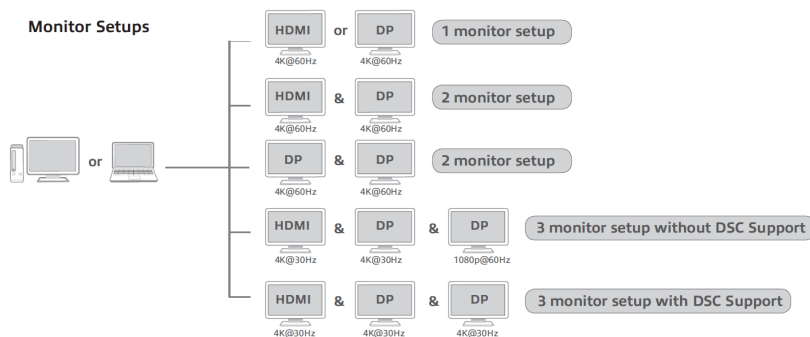 Monitor Setups
HDMI or DP 1 monitor setup
4K@60Hz 4K@60Hz
HDMI & DP 2 monitor setup
4K@60Hz 4K@60Hz
or
DP & DP 2 monitor setup
4K@60Hz 4K@60Hz
HDMI & DP & DP 3 monitor setup without DSC Support
4K@30Hz 4K@30Hz 1080p@60Hz
HDMI & DP & DP 3 monitor setup with DSC Support
4K@30Hz 4K@30Hz 4K@30Hz